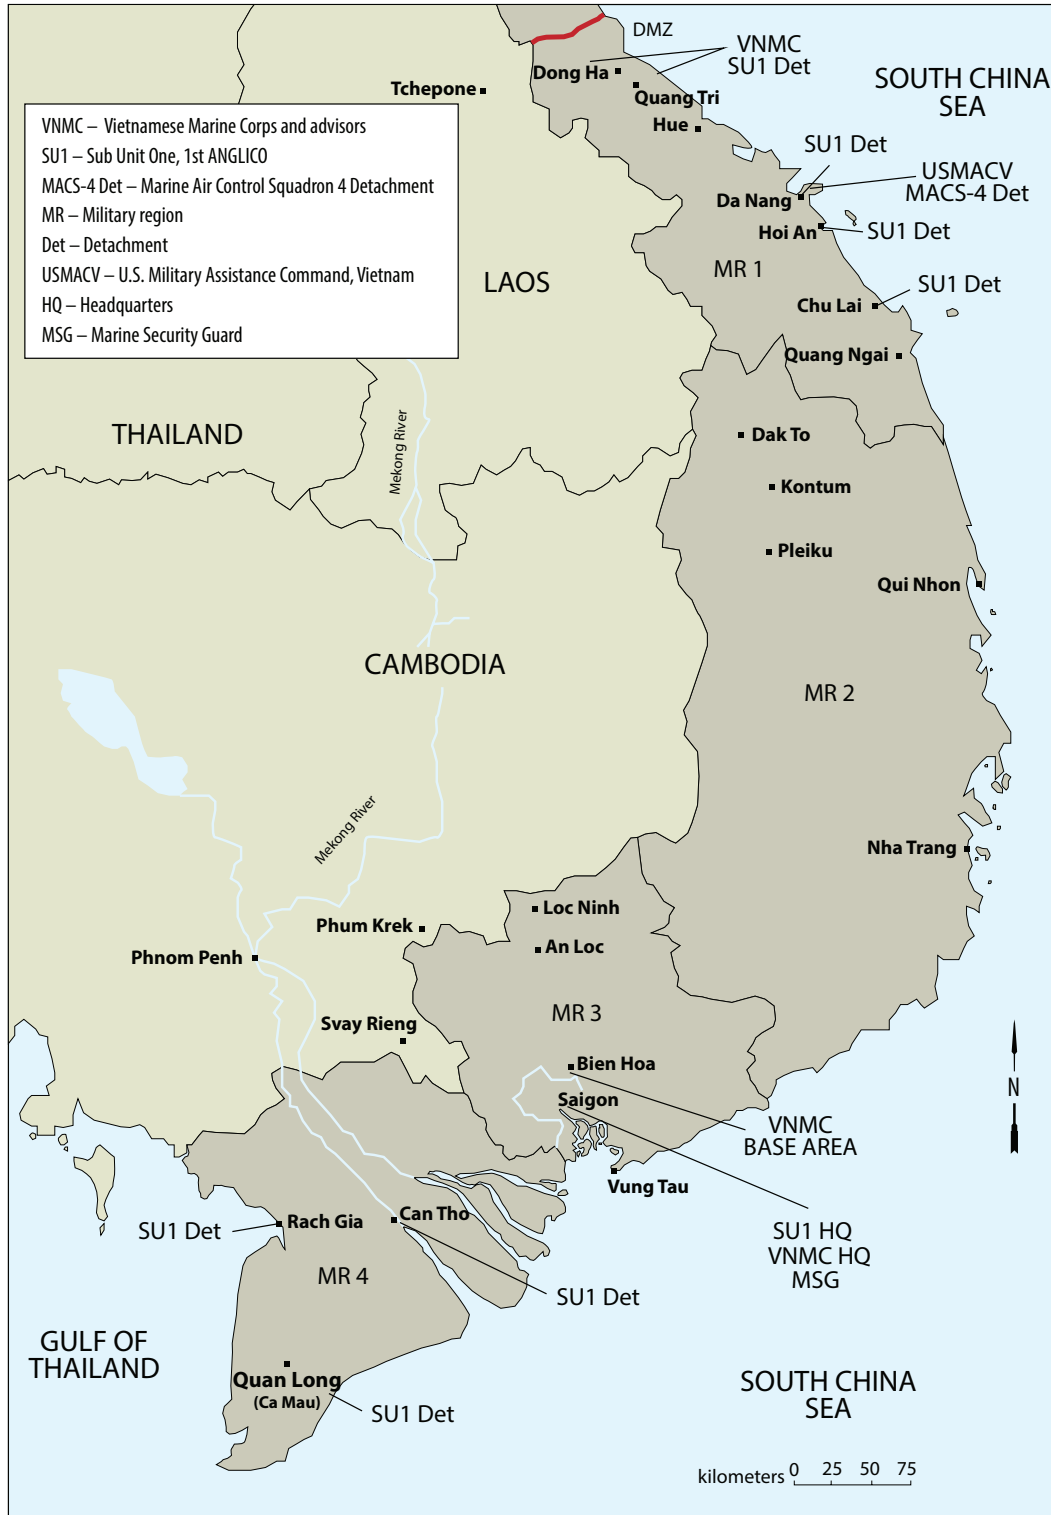 DMZ
VNMC
SU1 Det
Dong Ha
SOUTH CHINA
SEA
Tchepone
Quang Tri
Hue
VNMC – Vietnamese Marine Corps and advisors
SU1 – Sub Unit One, 1st ANGLICO
MACS-4 Det – Marine Air Control Squadron 4 Detachment
MR – Military region
Det – Detachment
USMACV – U.S. Military Assistance Command, Vietnam
HQ – Headquarters
MSG – Marine Security Guard
SU1 Det
USMACV
MACS-4 Det
Da Nang
Hoi An
SU1 Det
MR 1
LAOS
SU1 Det
Chu Lai
Quang Ngai
THAILAND
Mekong River
Dak To
Kontum
Pleiku
Qui Nhon
CAMBODIA
MR 2
Mekong River
Nha Trang
Loc Ninh
Phum Krek
An Loc
Phnom Penh
MR 3
Svay Rieng
Bien Hoa
N
Saigon
VNMC
BASE AREA
Vung Tau
Can Tho
Rach Gia
SU1 Det
SU1 HQ
VNMC HQ
MSG
MR 4
SU1 Det
GULF OF
THAILAND
Quan Long
(Ca Mau)
SU1 Det
SOUTH CHINA
SEA
kilometers 0 25 50 75